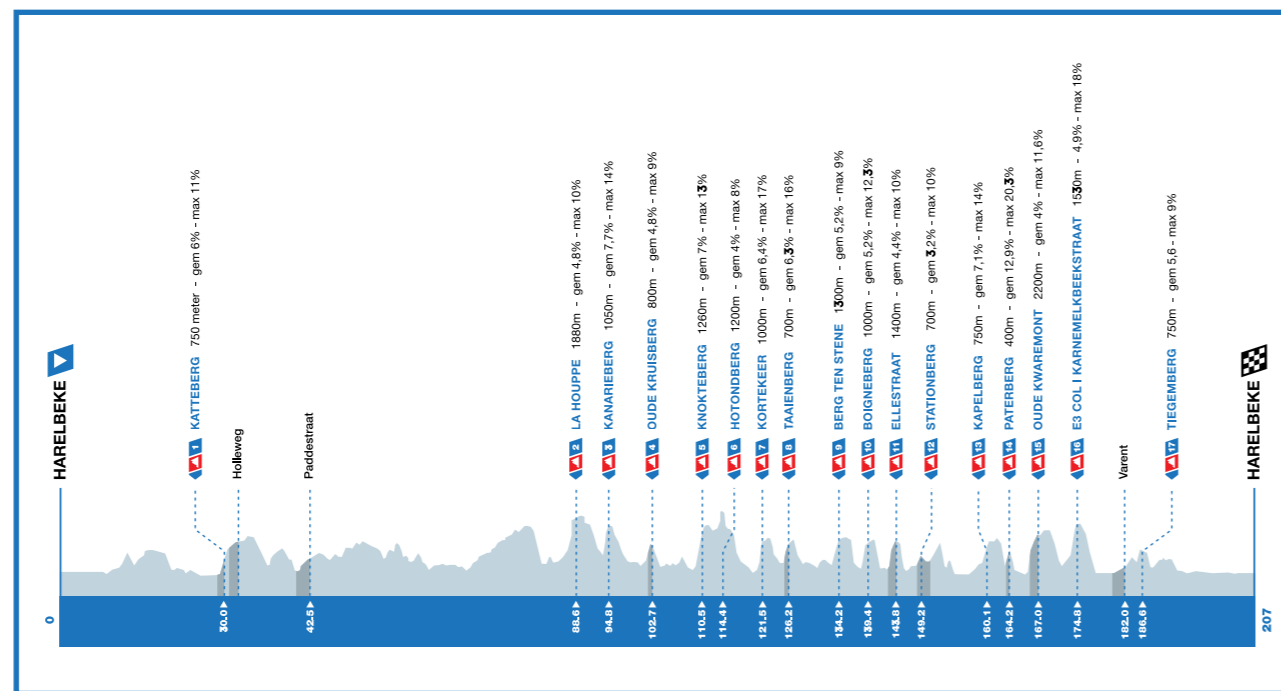 HARELBEKE
1 KATTEBERG 750 meter - gem 6% - max 11%
Holleweg
Paddestraat
2 LA HOUPPE 1880m - gem 4,8% - max 10%
3 KANARIEBERG 1050m - gem 7,7% - max 14%
4 OUDE KRUISBERG 800m - gem 4,8% - max 9%
5 KNOKTEBERG 1260m - gem 7% - max 13%
6 HOTONDBERG 1200m - gem 4% - max 8%
7 KORTEKEER 1000m - gem 6,4% - max 17%
8 TAAIENBERG 700m - gem 6,3% - max 16%
9 BERG TEN STENE 1300m - gem 5,2% - max 9%
10 BOIGNEBERG 1000m - gem 5,2% - max 12,3%
11 ELLESTRAAT 1400m - gem 4,4% - max 10%
12 STATIONBERG 700m - gem 3,2% - max 10%
13 KAPELBERG 750m - gem 7,1% - max 14%
14 PATERBERG 400m - gem 12,9% - max 20,3%
15 OUDE KWAREMONT 2200m - gem 4% - max 11,6%
16 E3 COL I KARNEMELKBEEKSTRAAT 1530m - 4,9% - max 18%
Varent
17 TIEGEMBERG 750m - gem 5,6 - max 9%
HARELBEKE
0
30.0
42.5
88.6
94.8
102.7
110.5
114.4
121.5
126.2
134.2
139.4
143.8
149.2
160.1
164.2
167.0
174.8
182.0
186.6
207